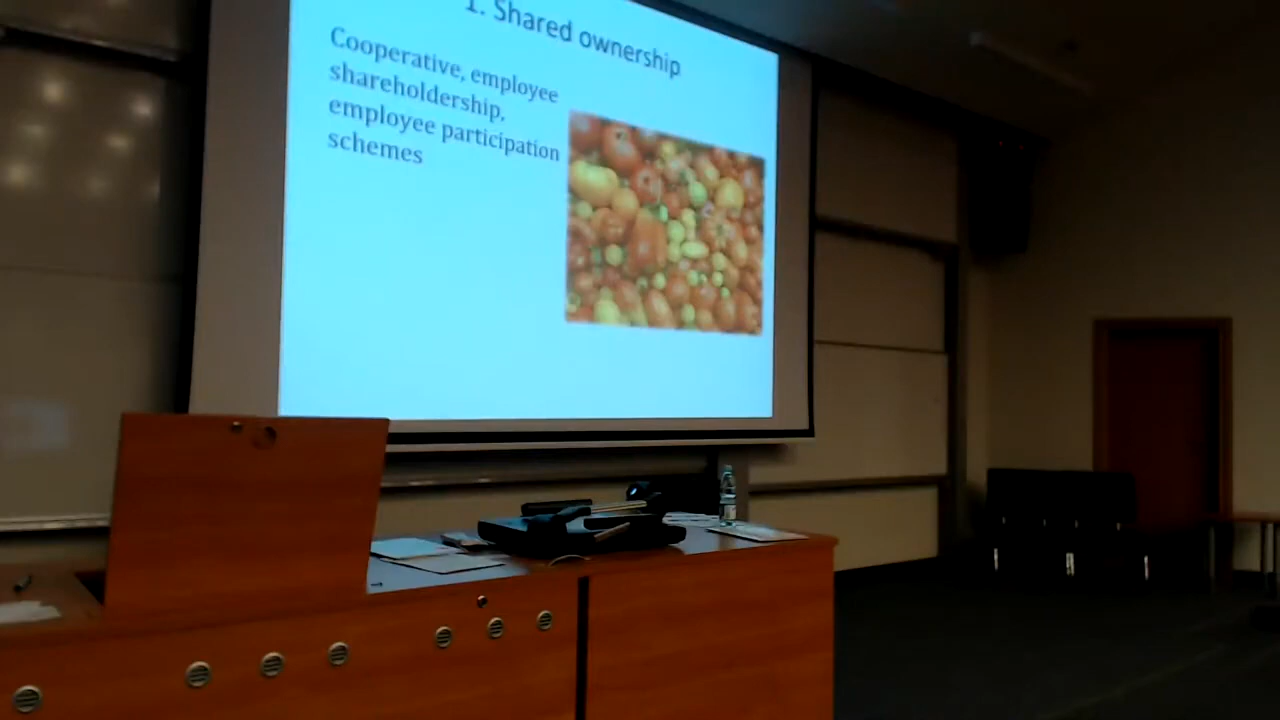 1. Shared ownership
Cooperative, employee
shareholdership,
employee participation
schemes